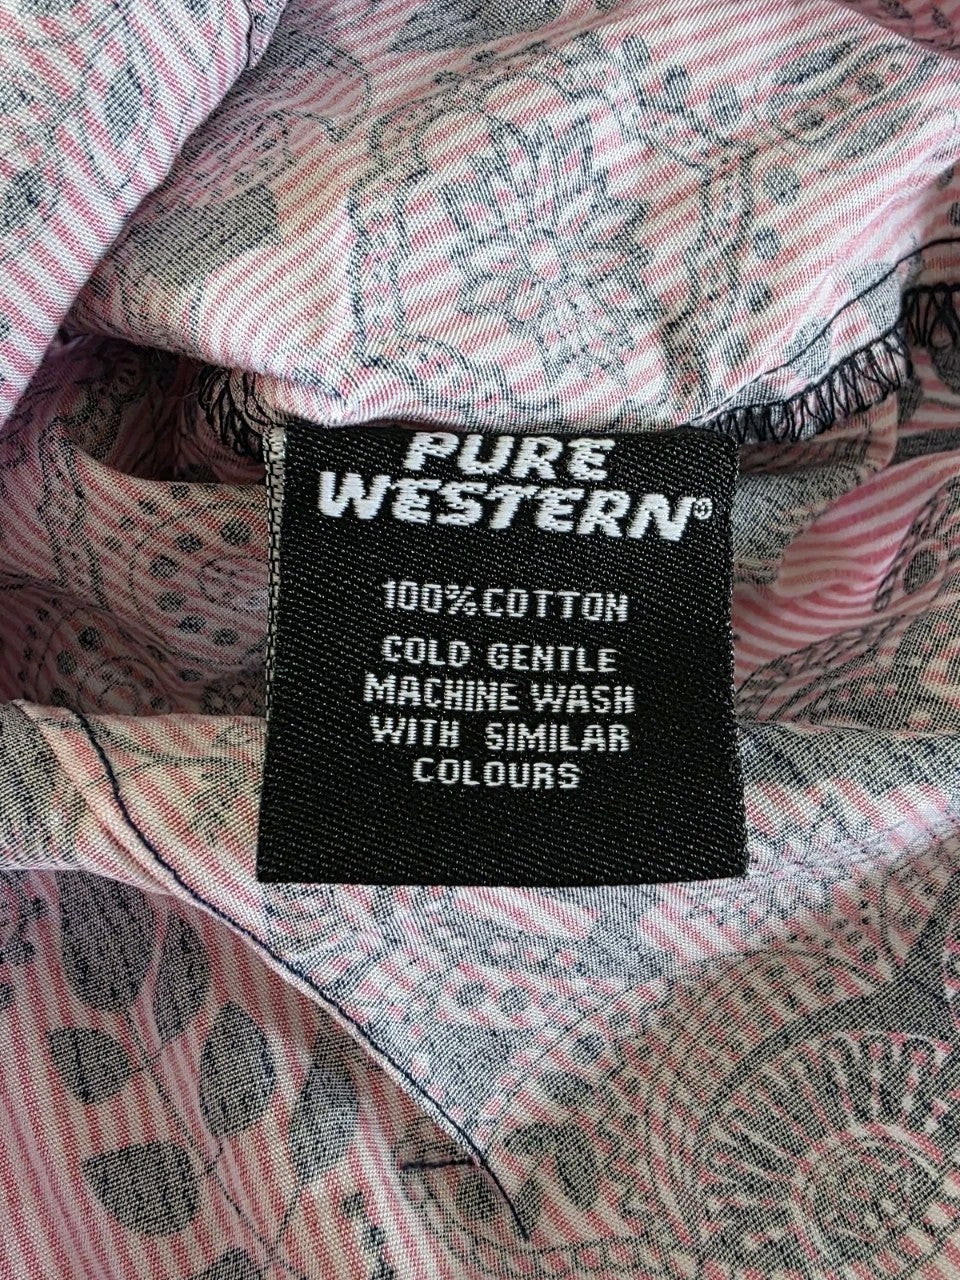 PURE
WESTERN®
100% COTTON
COLD GENTLE
MACHINE WASH
WITH SIMILAR
COLOURS